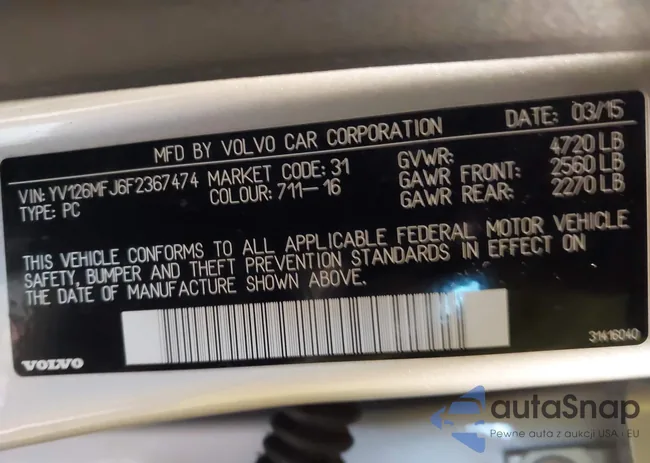 MFD BY VOLVO CAR CORPORATION DATE: 03/15
VIN: YV126MFJ6F2367474 MARKET CODE: 31 GVWR: 4720 LB
TYPE: PC COLOUR: 711-16 GAWR FRONT: 2560 LB
GAWR REAR: 2270 LB
THIS VEHICLE CONFORMS TO ALL APPLICABLE FEDERAL MOTOR VEHICLE
SAFETY, BUMPER AND THEFT PREVENTION STANDARDS IN EFFECT ON
THE DATE OF MANUFACTURE SHOWN ABOVE.
VOLVO
31416040
autaSnap
Pewne auta z aukcji USA - EU